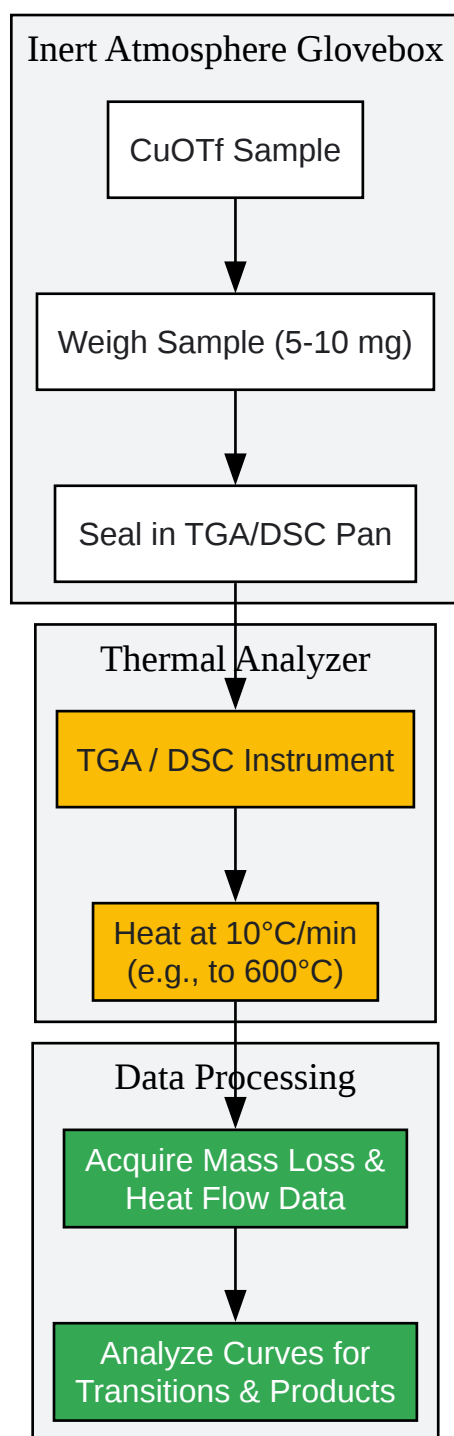 Inert Atmosphere Glovebox
CuOTf Sample
Weigh Sample (5-10 mg)
Seal in TGA/DSC Pan
Thermal Analyzer
TGA / DSC Instrument
Heat at 10°C/min
(e.g., to 600°C)
Data Processing
Acquire Mass Loss &
Heat Flow Data
Analyze Curves for
Transitions & Products